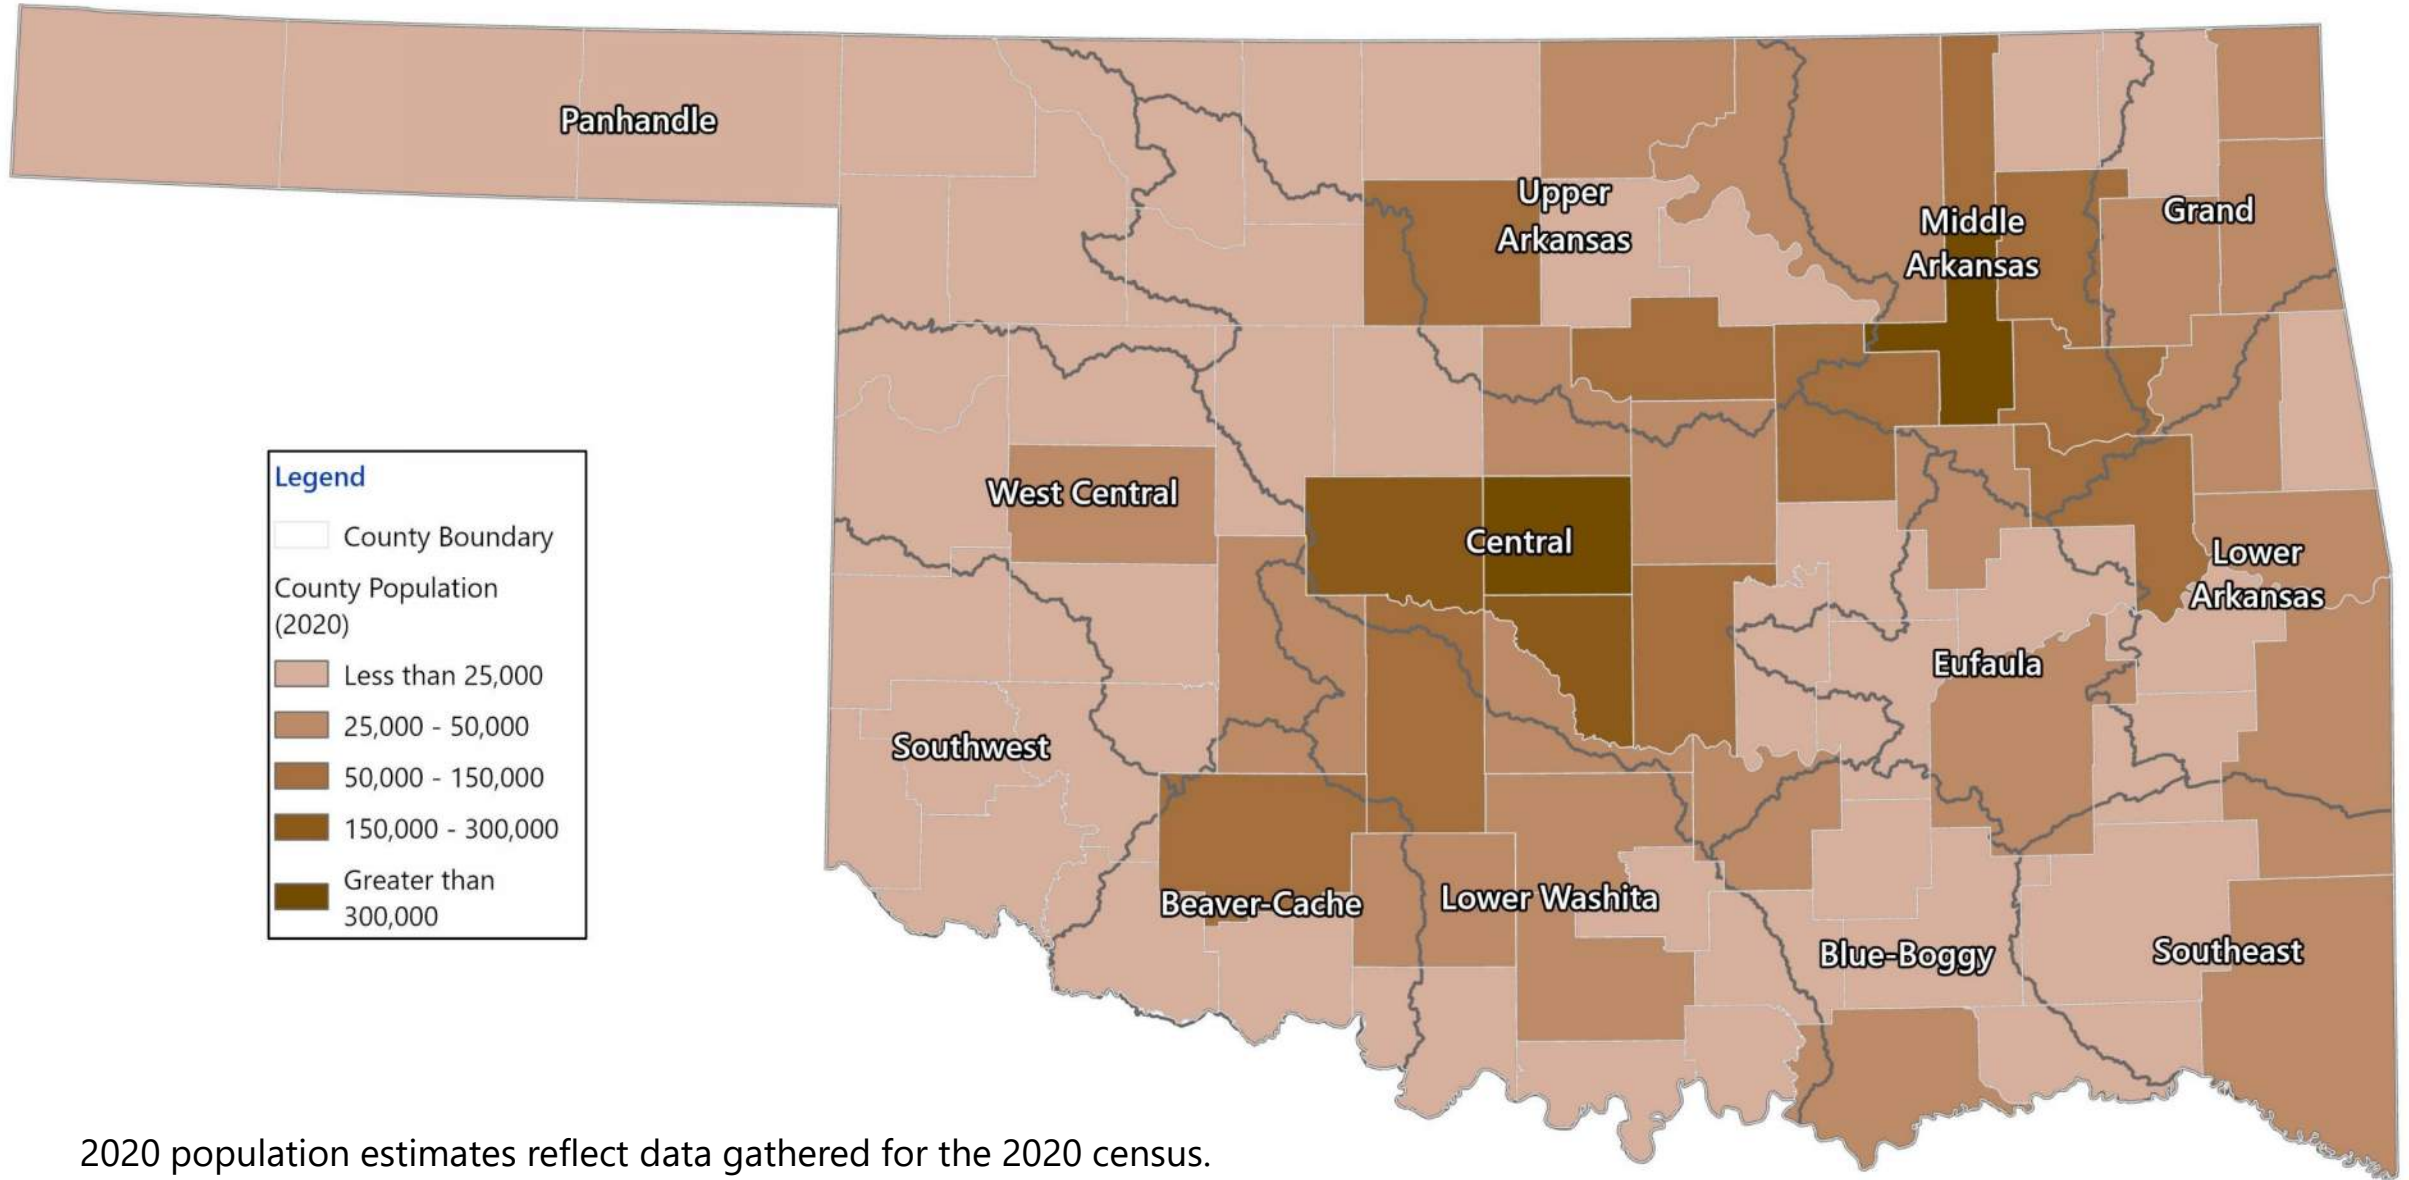 Panhandle
Upper
Arkansas
Middle
Arkansas
Grand
West Central
Central
Lower
Arkansas
Eufaula
Southwest
Beaver-Cache
Lower Washita
Blue-Boggy
Southeast
Legend
County Boundary
County Population
(2020)
Less than 25,000
25,000 - 50,000
50,000 - 150,000
150,000 - 300,000
Greater than
300,000
2020 population estimates reflect data gathered for the 2020 census.